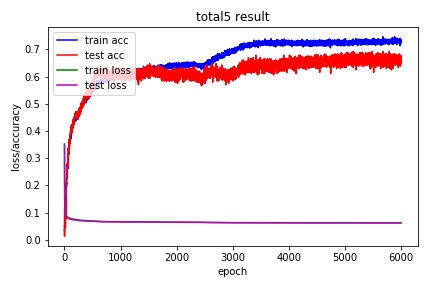 total5 result
train acc
test acc
train loss
test loss
loss/accuracy
0.7
0.6
0.5
0.4
0.3
0.2
0.1
0.0
0 1000 2000 3000 4000 5000 6000
epoch